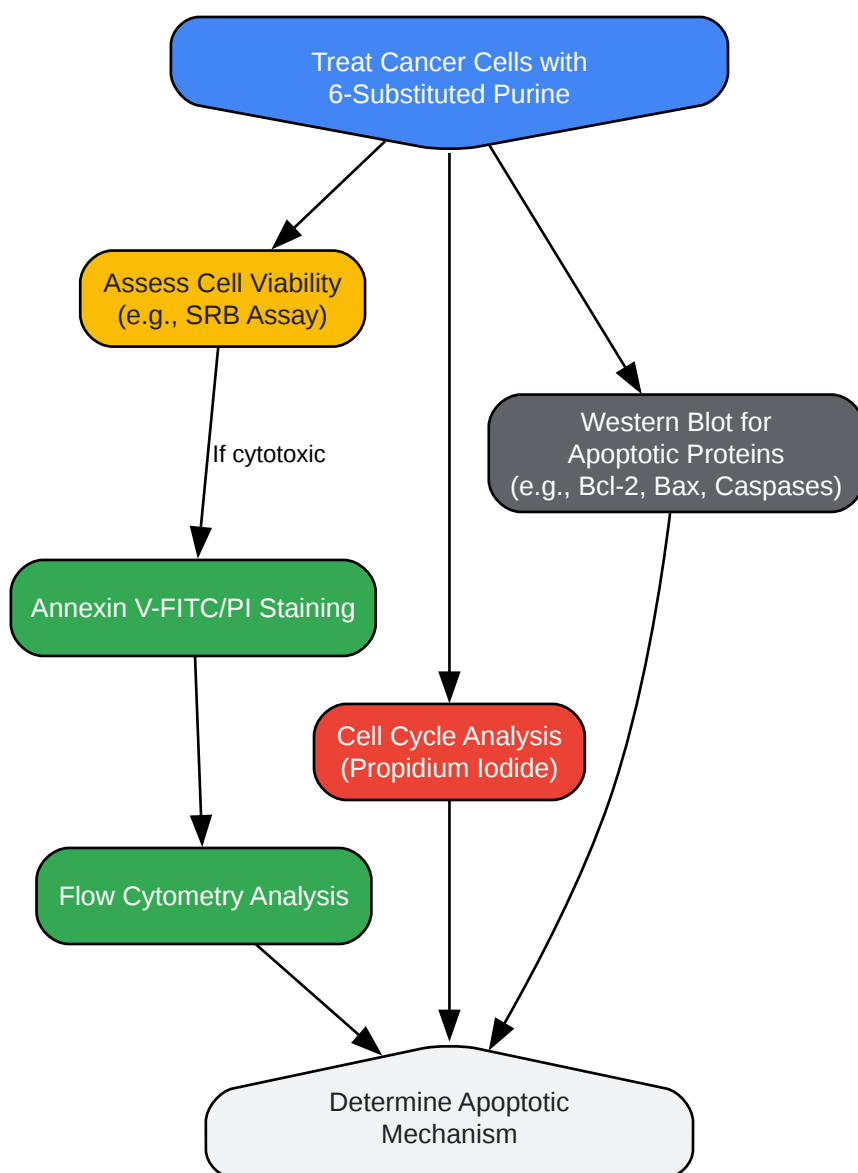 Treat Cancer Cells with
6-Substituted Purine
Assess Cell Viability
(e.g., SRB Assay)
Western Blot for
Apoptotic Proteins
(e.g., Bcl-2, Bax, Caspases)
If cytotoxic
Annexin V-FITC/PI Staining
Cell Cycle Analysis
(Propidium Iodide)
Flow Cytometry Analysis
Determine Apoptotic
Mechanism